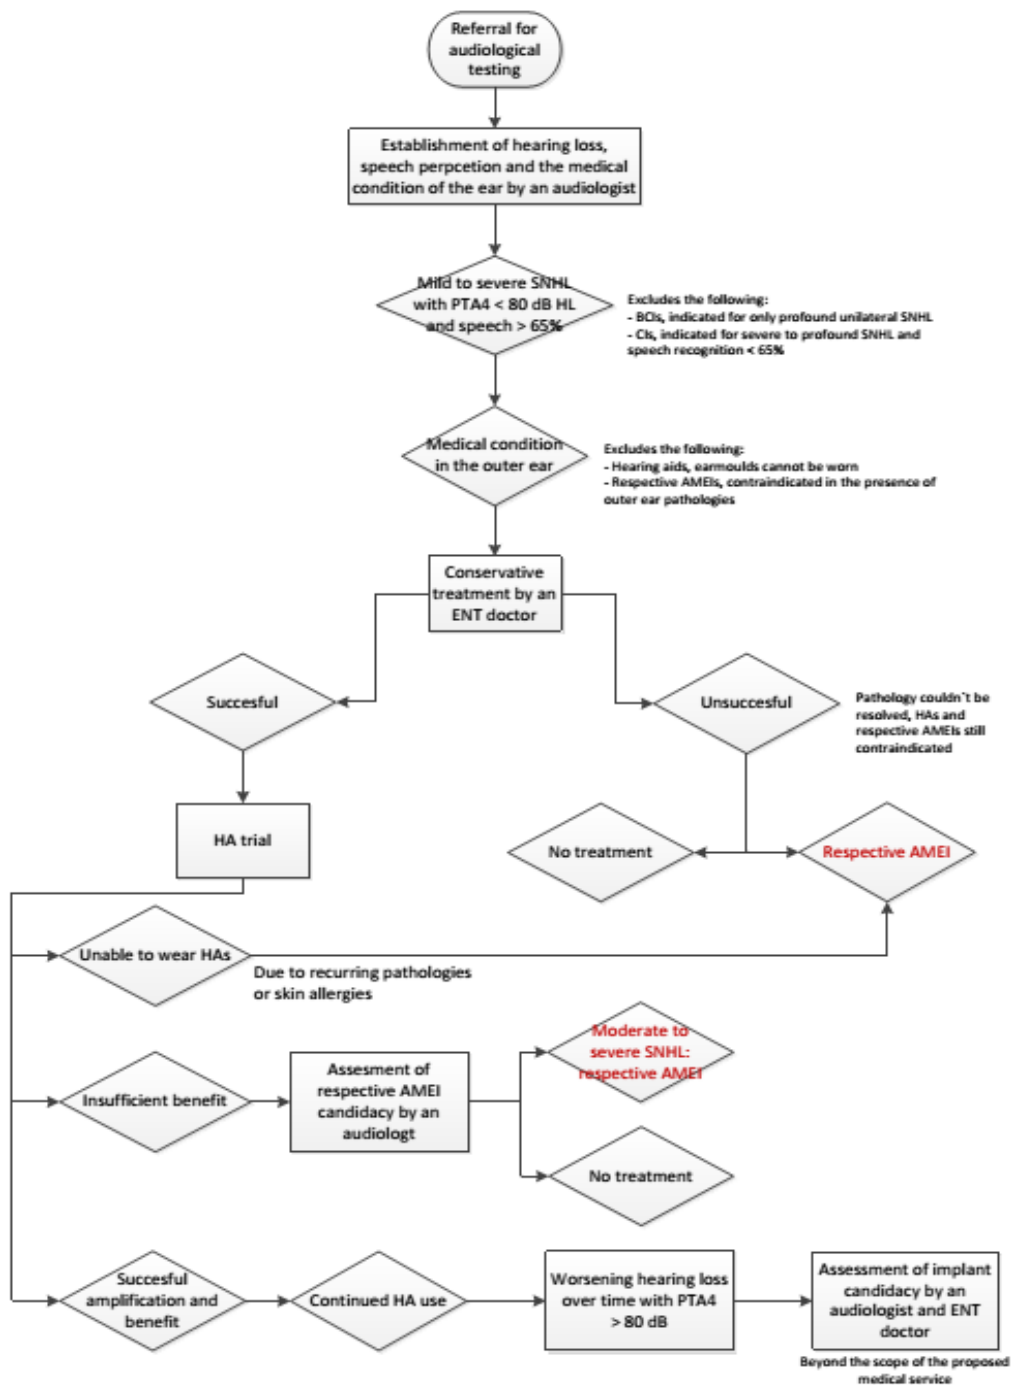 Referral for
audiological
testing
Establishment of hearing loss,
speech perpcetion and the medical
condition of the ear by an audiologist
Mild to severe SNHL
with PTA4 < 80 dB HL
and speech > 65%
Excludes the following:
- BCIs, indicated for only profound unilateral SNHL
- CIs, indicated for severe to profound SNHL and
speech recognition < 65%
Medical condition
in the outer ear
Excludes the following:
- Hearing aids, earmoulds cannot be worn
- Respective AMEIs, contraindicated in the presence of
outer ear pathologies
Conservative
treatment by an
ENT doctor
Succesful
Unsuccesful
Pathology couldn`t be
resolved, HAs and
respective AMEIs still
contraindicated
HA trial
No treatment
Respective AMEI
Unable to wear HAs
Due to recurring pathologies
or skin allergies
Moderate to
severe SNHL:
respective AMEI
Insufficient benefit
Assesment of
respective AMEI
candidacy by an
audiologt
No treatment
Succesful
amplification and
benefit
Continued HA use
Worsening hearing loss
over time with PTA4
> 80 dB
Assessment of implant
candidacy by an
audiologist and ENT
doctor
Beyond the scope of the proposed
medical service